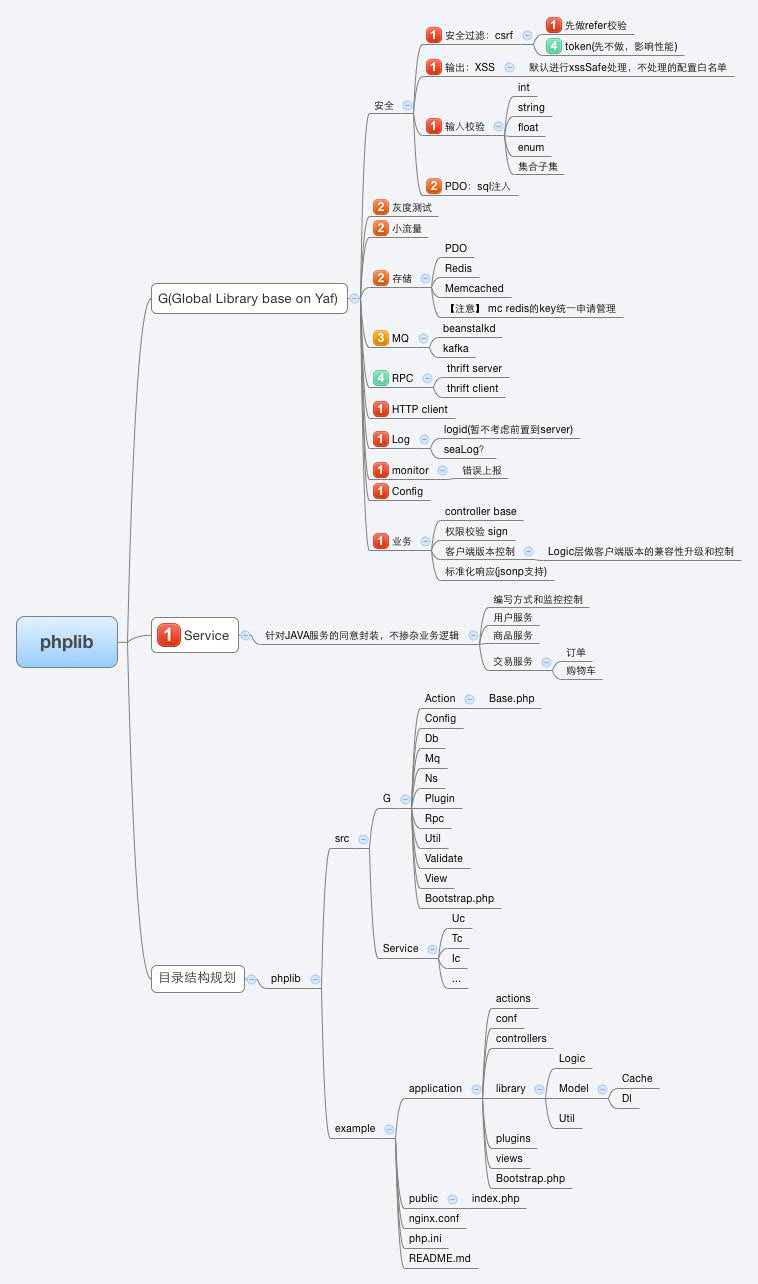 1 安全过滤：csrf
1 先做refer校验
4 token(先不做，影响性能)
1 输出：XSS
默认进行xssSafe处理，不处理的配置白名单
安全
1 输入校验
int
string
float
enum
集合子集
2 PDO：sql注入
2 灰度测试
2 小流量
G(Global Library base on Yaf)
2 存储
PDO
Redis
Memcached
【注意】 mc redis的key统一申请管理
3 MQ
beanstalkd
kafka
4 RPC
thrift server
thrift client
1 HTTP client
1 Log
logid(暂不考虑前置到server)
seaLog?
1 monitor
错误上报
1 Config
1 业务
controller base
权限校验 sign
客户端版本控制
Logic层做客户端版本的兼容性升级和控制
标准化响应(jsonp支持)
phplib
1 Service
针对JAVA服务的同意封装，不掺杂业务逻辑
编写方式和监控控制
用户服务
商品服务
交易服务
订单
购物车
目录结构规划
phplib
src
G
Action
Base.php
Config
Db
Mq
Ns
Plugin
Rpc
Util
Validate
View
Bootstrap.php
Service
Uc
Tc
Ic
...
example
application
actions
conf
controllers
library
Logic
Model
Cache
Dl
Util
plugins
views
Bootstrap.php
public
index.php
nginx.conf
php.ini
README.md